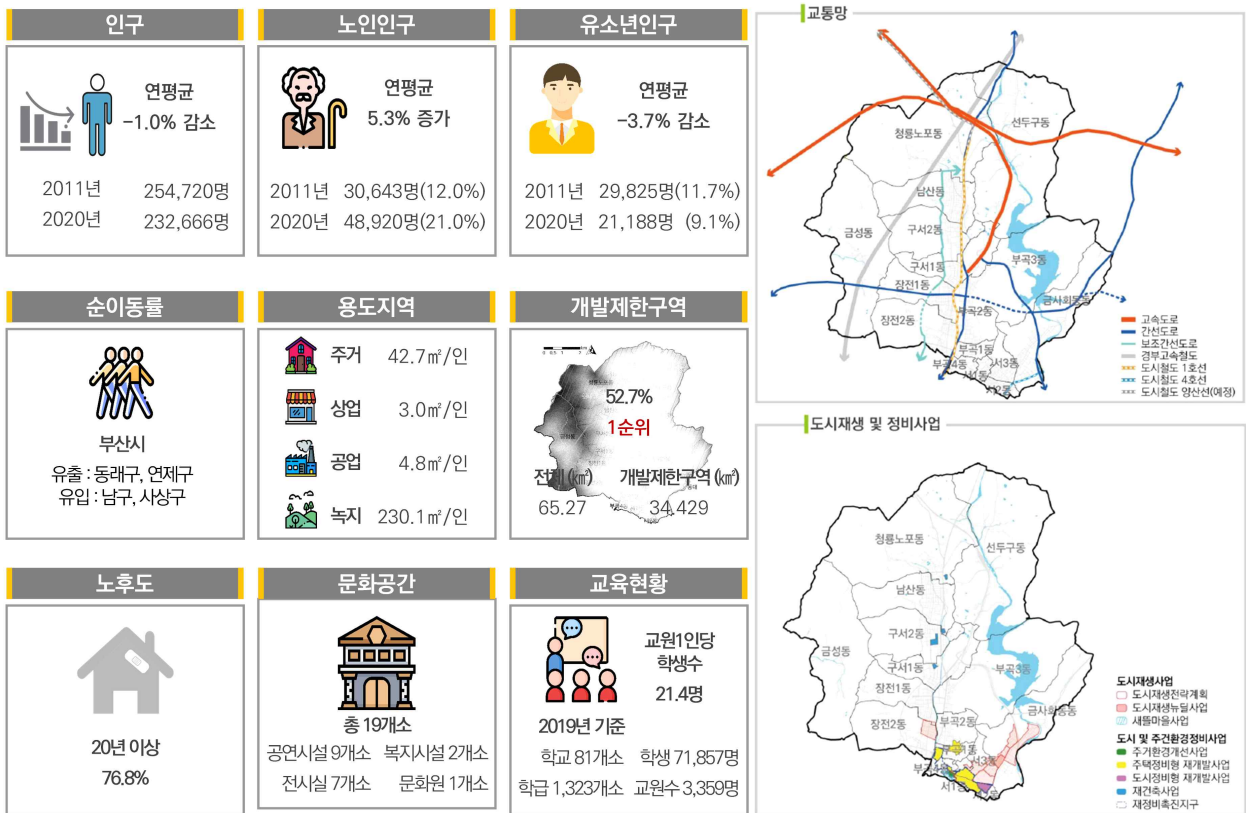 인구
연평균
-1.0% 감소
2011년 254,720명
2020년 232,666명
노인인구
연평균
5.3% 증가
2011년 30,643명(12.0%)
2020년 48,920명(21.0%)
유소년인구
연평균
-3.7% 감소
2011년 29,825명(11.7%)
2020년 21,188명 (9.1%)
순이동률
부산시
유출 : 동래구, 연제구
유입 : 남구, 사상구
용도지역
주거 42.7㎡/인
상업 3.0㎡/인
공업 4.8㎡/인
녹지 230.1㎡/인
개발제한구역
52.7%
1순위
전체 (㎢) 개발제한구역 (㎢)
65.27 34,429
노후도
20년 이상
76.8%
문화공간
총 19개소
공연시설 9개소 복지시설 2개소
전시실 7개소 문화원 1개소
교육현황
교원1인당
학생수
21.4명
2019년 기준
학교 81개소 학생 71,857명
학급 1,323개소 교원수 3,359명
교통망
청룡노포동
선두구동
남산동
금성동
구서2동
구서1동
부곡3동
장전1동
금사회동동
장전2동
부곡2동
부곡1동
부곡4동
서3동
서1동
고속도로
간선도로
보조간선도로
경부고속철도
도시철도 1호선
도시철도 4호선
도시철도 양산선(예정)
도시재생 및 정비사업
청룡노포동
선두구동
남산동
구서2동
금성동
구서1동
부곡3동
장전1동
금사회동동
장전2동
부곡2동
부곡1동
서3동
부곡4동
서1동
도시재생사업
도시재생전략계획
도시재생뉴딜사업
새뜰마을사업
도시 및 주건환경정비사업
주거환경개선사업
주택정비형 재개발사업
도시정비형 재개발사업
재건축사업
재정비촉진지구